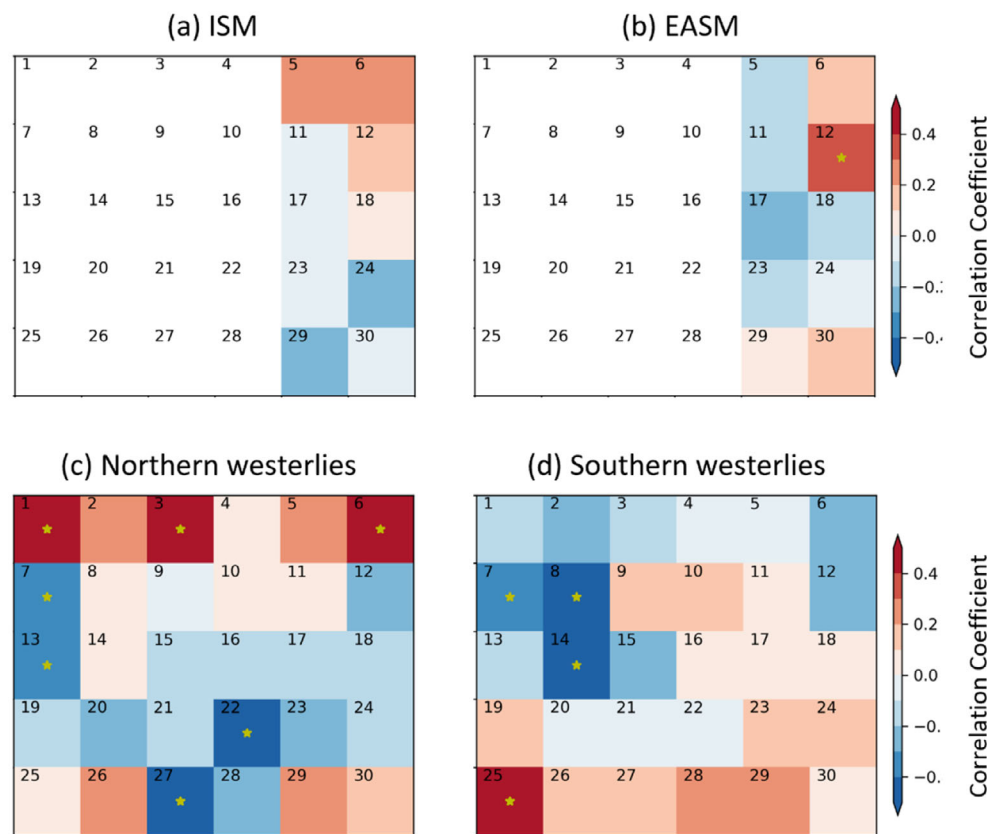 (a) ISM
1 2 3 4 5 6
7 8 9 10 11 12
13 14 15 16 17 18
19 20 21 22 23 24
25 26 27 28 29 30
(b) EASM
1 2 3 4 5 6
7 8 9 10 11 12
13 14 15 16 17 18
19 20 21 22 23 24
25 26 27 28 29 30
0.4
0.2
0.0
−0.
−0.
Correlation Coefficient
(c) Northern westerlies
1 2 3 4 5 6
7 8 9 10 11 12
13 14 15 16 17 18
19 20 21 22 23 24
25 26 27 28 29 30
(d) Southern westerlies
1 2 3 4 5 6
7 8 9 10 11 12
13 14 15 16 17 18
19 20 21 22 23 24
25 26 27 28 29 30
0.4
0.2
0.0
−0.
−0.
Correlation Coefficient